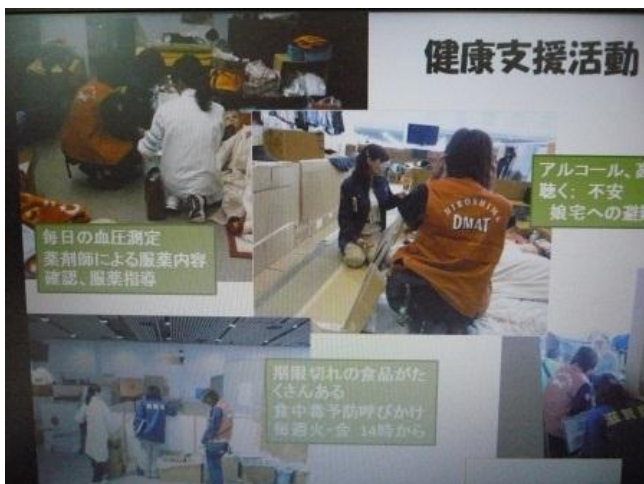 健康支援活動
HIROSHIMA
DMAT
アルコール、
聴く; 不安
娘宅への避
毎日の血圧測定
薬剤師による服薬内容
確認、服薬指導
期限切れの食品がた
くさんある
食中毒予防呼びかけ
毎週火・金 14時から